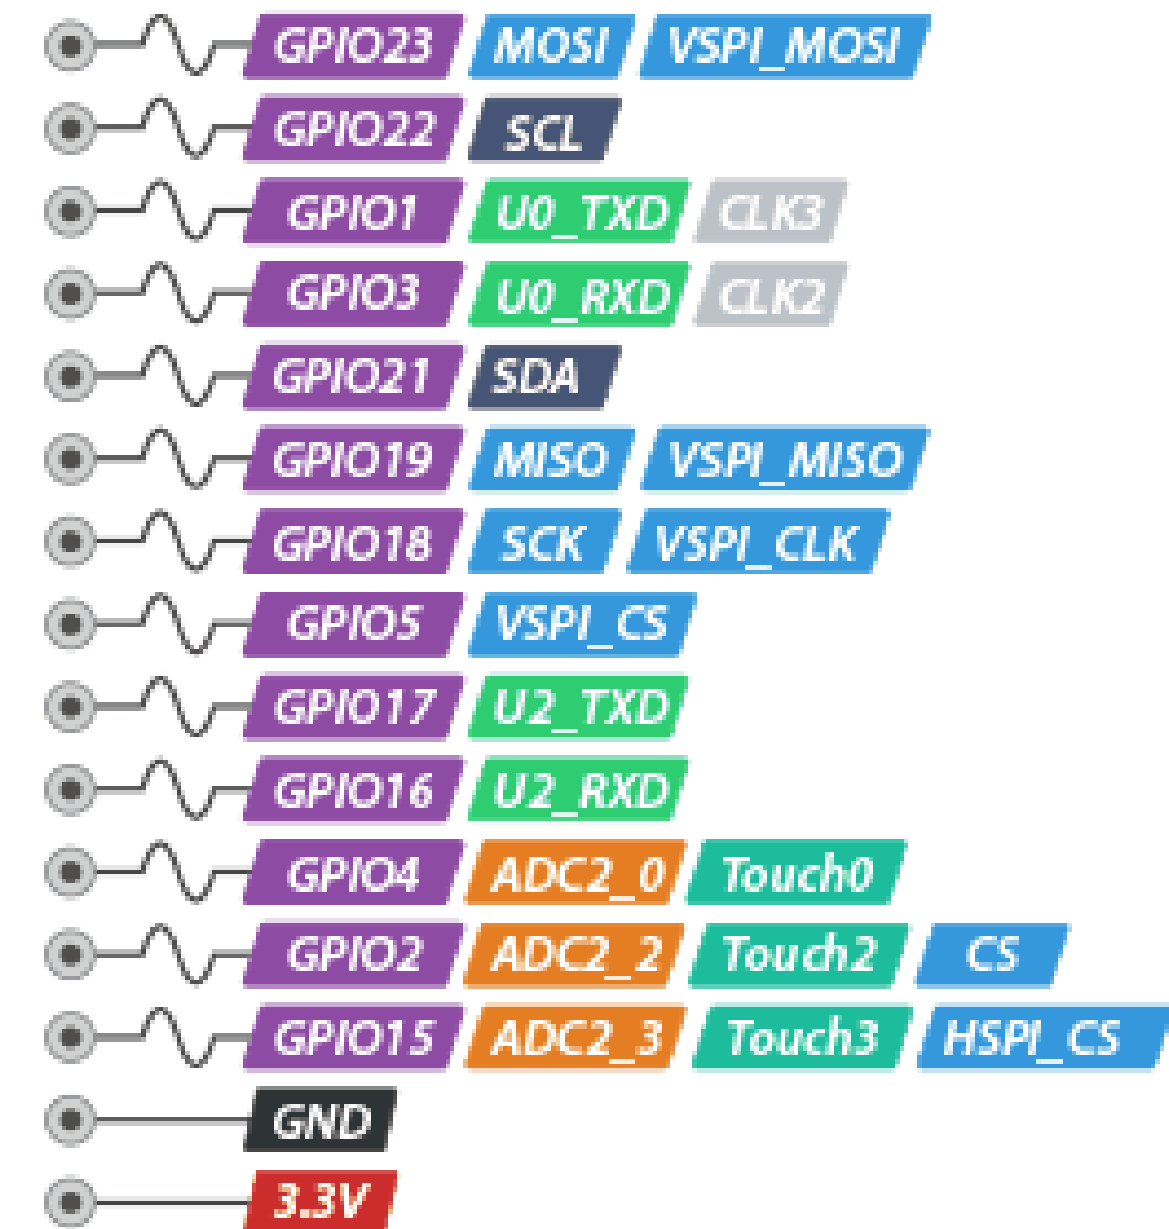 GPIO23 MOSI VSPI_MOSI
GPIO22 SCL
GPIO1 U0_TXD CLK3
GPIO3 U0_RXD CLK2
GPIO21 SDA
GPIO19 MISO VSPI_MISO
GPIO18 SCK VSPI_CLK
GPIO5 VSPI_CS
GPIO17 U2_TXD
GPIO16 U2_RXD
GPIO4 ADC2_0 Touch0
GPIO2 ADC2_2 Touch2 CS
GPIO15 ADC2_3 Touch3 HSPI_CS
GND
3.3V